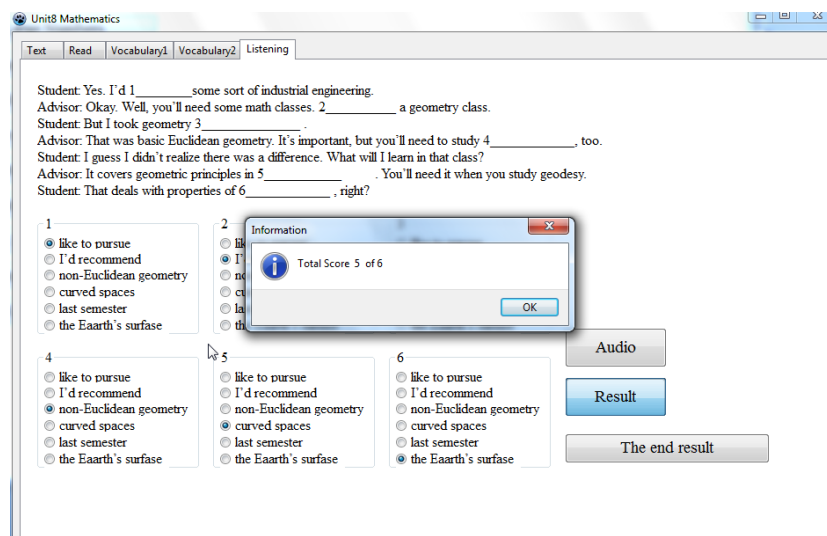 Unit8 Mathematics
Text Read Vocabulary1 Vocabulary2 Listening
Student: Yes. I'd 1________some sort of industrial engineering.
Advisor: Okay. Well, you'll need some math classes. 2__________ a geometry class.
Student: But I took geometry 3______________ .
Advisor: That was basic Euclidean geometry. It's important, but you'll need to study 4____________, too.
Student: I guess I didn't realize there was a difference. What will I learn in that class?
Advisor: It covers geometric principles in 5_______________ . You'll need it when you study geodesy.
Student: That deals with properties of 6____________ , right?
1
like to pursue
I'd recommend
non-Euclidean geometry
curved spaces
last semester
the Eaarth's surfase
2
Information
Total Score 5 of 6
OK
4
like to pursue
I'd recommend
non-Euclidean geometry
curved spaces
last semester
the Eaarth's surfase
5
like to pursue
I'd recommend
non-Euclidean geometry
curved spaces
last semester
the Eaarth's surfase
6
like to pursue
I'd recommend
non-Euclidean geometry
curved spaces
last semester
the Eaarth's surfase
Audio
Result
The end result